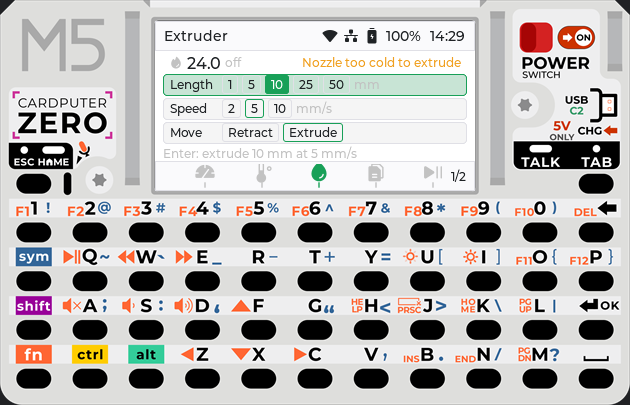 M5
Extruder 100% 14:29
24.0 off Nozzle too cold to extrude
Length 1 5 10 25 50 mm
Speed 2 5 10 mm/s
Move Retract Extrude
Enter: extrude 10 mm at 5 mm/s
1/2
CARDPUTER
ZERO
ESC HOME
ON
POWER
SWITCH
USB
C2
5V
ONLY
CHG
TALK TAB
F1 1 ! F2 2 @ F3 3 # F4 4 $ F5 5 % F6 6 ^ F7 7 & F8 8 * F9 9 ( F10 0 ) DEL
sym Q ~ W ` E _ R - T + Y = U [ I ] F11 O { F12 P }
shift A ; S : D ‘ F G “ HELP H < PRSC J > HOME K \ PGUP L | OK
fn ctrl alt Z X C V , INS B . END N / PGDN M ?